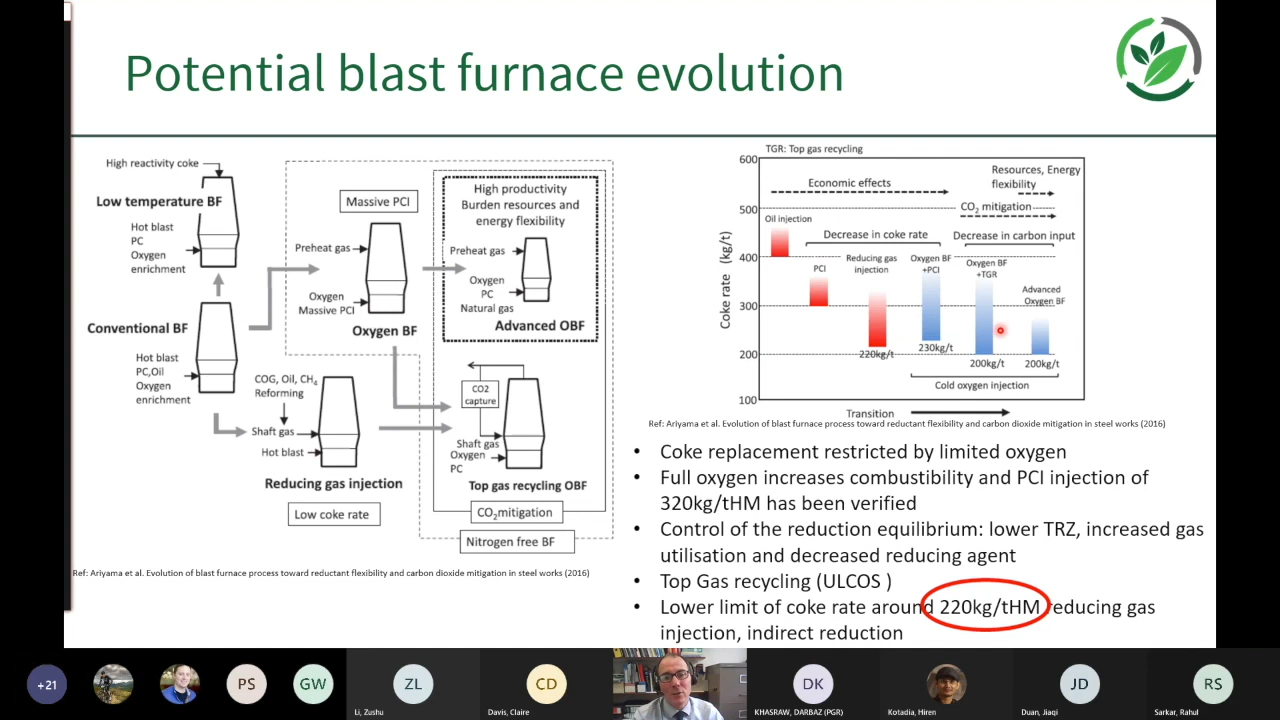 Potential blast furnace evolution
High reactivity coke
Low temperature BF
Hot blast
PC
Oxygen
enrichment
Conventional BF
Hot blast
PC,Oil
Oxygen
enrichment
Massive PCI
Preheat gas
Oxygen
Massive PCI
Oxygen BF
High productivity
Burden resources and
energy flexibility
Preheat gas
Oxygen
PC
Natural gas
Advanced OBF
COG, Oil, CH4
Reforming
Shaft gas
Hot blast
Reducing gas injection
Low coke rate
CO2
capture
Shaft gas
Oxygen
PC
Top gas recycling OBF
CO2mitigation
Nitrogen free BF
Ref: Ariyama et al. Evolution of blast furnace process toward reductant flexibility and carbon dioxide mitigation in steel works (2016)
TGR: Top gas recycling
600
500
400
300
200
100
Coke rate (kg/t)
Economic effects
Resources, Energy
flexibility
CO2 mitigation
Oil injection
Decrease in coke rate
Decrease in carbon input
PCI
Reducing gas
injection
Oxygen BF
+PCI
Oxygen BF
+TGR
Advanced
Oxygen BF
220kg/t
230kg/t
200kg/t
200kg/t
Cold oxygen injection
Transition
Ref: Ariyama et al. Evolution of blast furnace process toward reductant flexibility and carbon dioxide mitigation in steel works (2016)
• Coke replacement restricted by limited oxygen
• Full oxygen increases combustibility and PCI injection of
320kg/tHM has been verified
• Control of the reduction equilibrium: lower TRZ, increased gas
utilisation and decreased reducing agent
• Top Gas recycling (ULCOS )
• Lower limit of coke rate around 220kg/tHM reducing gas
injection, indirect reduction
+21
PS
GW
ZL
Li, Zushu
CD
Davis, Claire
DK
KHASRAW, DARBAZ (PGR)
Kotadia, Hiren
JD
Duan, Jiaqi
RS
Sarkar, Rahul